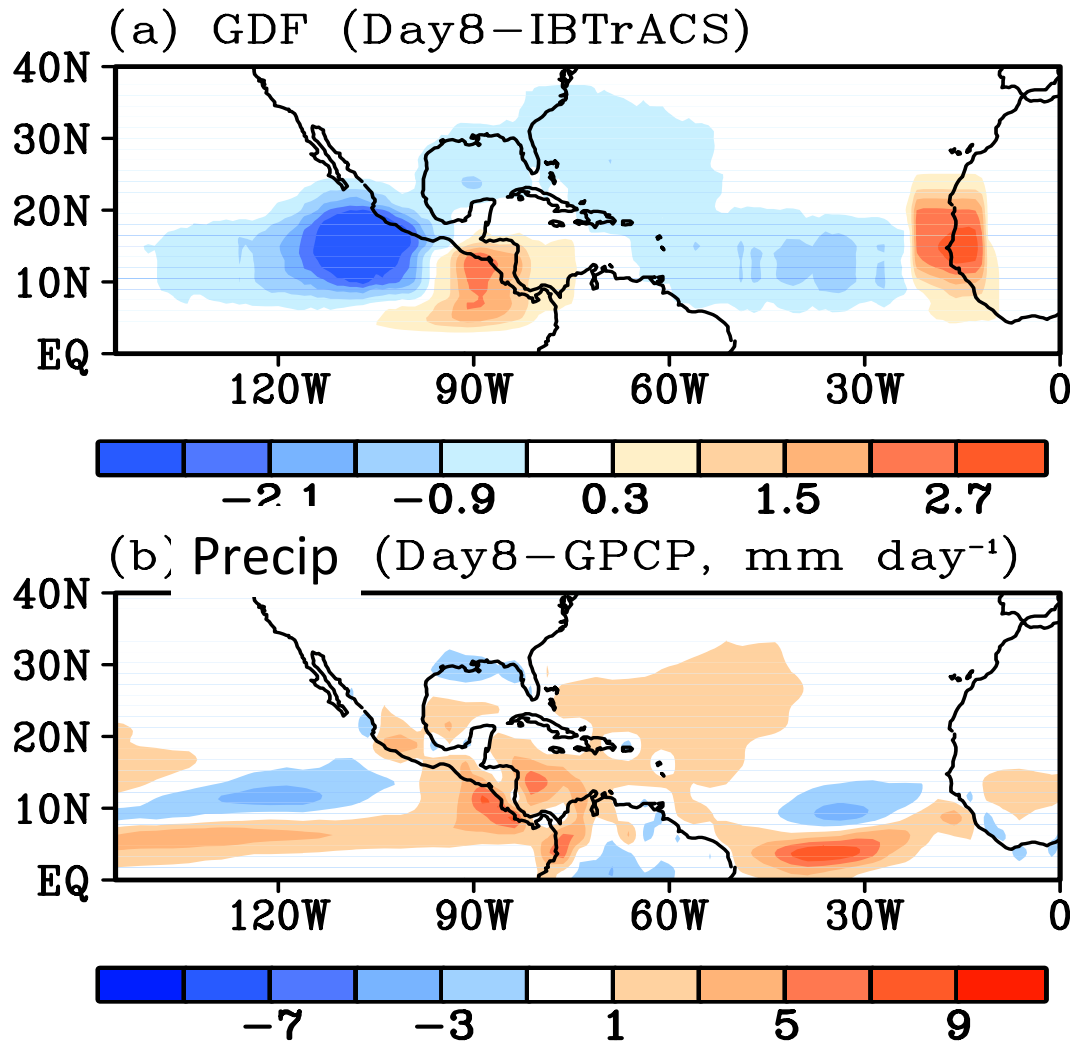 (a) GDF (Day8−IBTrACS)
40N
30N
20N
10N
EQ
120W 90W 60W 30W 0
−2.1 −0.9 0.3 1.5 2.7
(b) Precip (Day8−GPCP, mm day⁻¹)
40N
30N
20N
10N
EQ
120W 90W 60W 30W 0
−7 −3 1 5 9